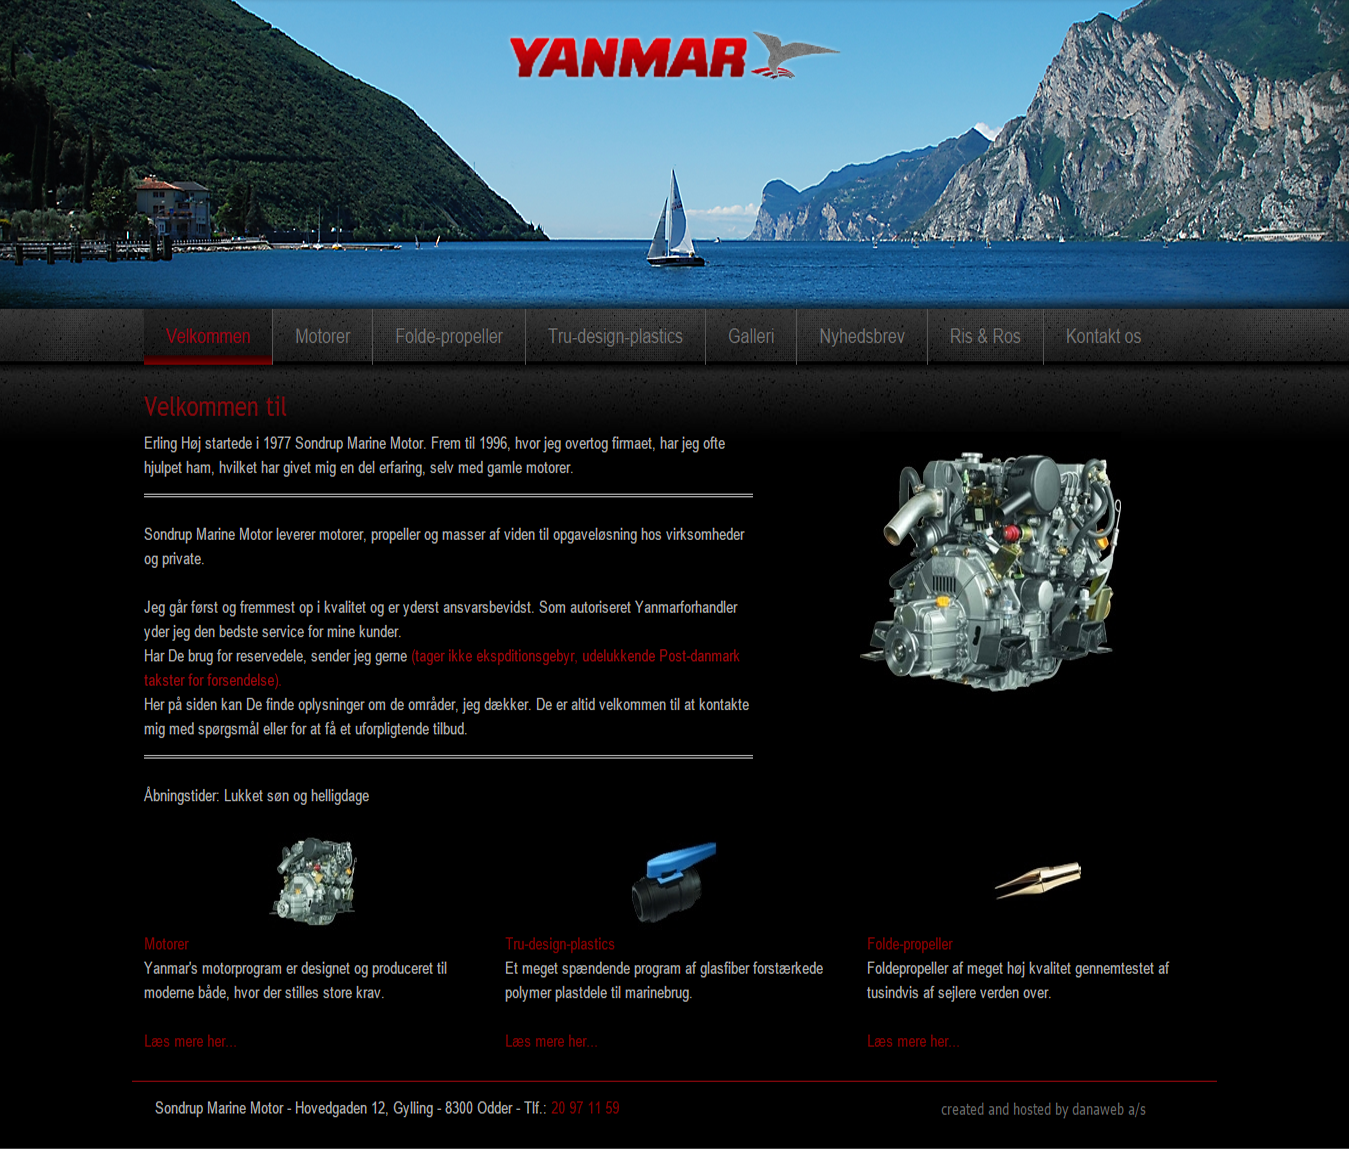 YANMAR
Velkommen
Motorer
Folde-propeller
Tru-design-plastics
Galleri
Nyhedsbrev
Ris & Ros
Kontakt os
Velkommen til
Erling Høj startede i 1977 Sondrup Marine Motor. Frem til 1996, hvor jeg overtog firmaet, har jeg ofte
hjulpet ham, hvilket har givet mig en del erfaring, selv med gamle motorer.
Sondrup Marine Motor leverer motorer, propeller og masser af viden til opgaveløsning hos virksomheder
og private.
Jeg går først og fremmest op i kvalitet og er yderst ansvarsbevidst. Som autoriseret Yanmarforhandler
yder jeg den bedste service for mine kunder.
Har De brug for reservedele, sender jeg gerne (tager ikke ekspditionsgebyr, udelukkende Post-danmark
takster for forsendelse).
Her på siden kan De finde oplysninger om de områder, jeg dækker. De er altid velkommen til at kontakte
mig med spørgsmål eller for at få et uforpligtende tilbud.
Åbningstider: Lukket søn og helligdage
Motorer
Yanmar's motorprogram er designet og produceret til
moderne både, hvor der stilles store krav.
Læs mere her...
Tru-design-plastics
Et meget spændende program af glasfiber forstærkede
polymer plastdele til marinebrug.
Læs mere her...
Folde-propeller
Foldepropeller af meget høj kvalitet gennemtestet af
tusindvis af sejlere verden over.
Læs mere her...
Sondrup Marine Motor - Hovedgaden 12, Gylling - 8300 Odder - Tlf.: 20 97 11 59
created and hosted by danaweb a/s